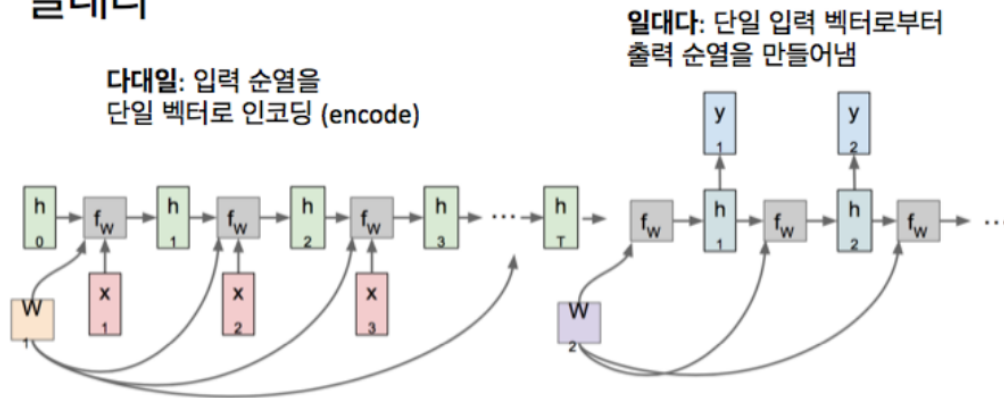 일대다: 단일 입력 벡터로부터
출력 순열을 만들어냄
다대일: 입력 순열을
단일 벡터로 인코딩 (encode)
y 1
y 2
h 0
f w
h 1
f w
h 2
f w
h 3
...
h T
f w
h 1
f w
h 2
f w
...
x 1
x 2
x 3
W 1
W 2